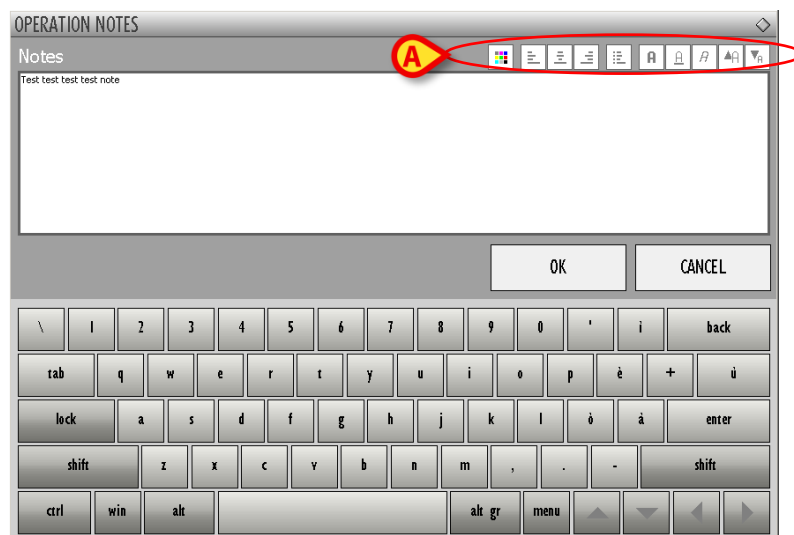 OPERATION NOTES
Notes
A
A A A A A
Test test test test note
OK CANCEL
\ 1 2 3 4 5 6 7 8 9 0 ' ì back
tab q w e r t y u i o p è + ù
lock a s d f g h j k l ò à enter
shift z x c v b n m , . - shift
ctrl win alt alt gr menu